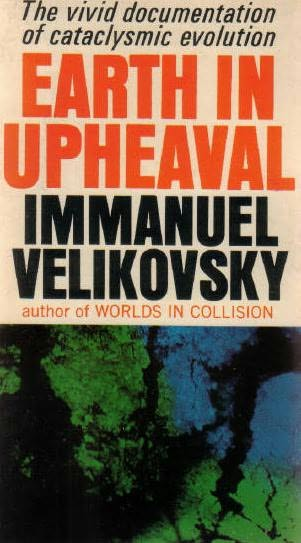 The vivid documentation
of cataclysmic evolution
EARTH IN
UPHEAVAL
IMMANUEL
VELIKOVSKY
author of WORLDS IN COLLISION